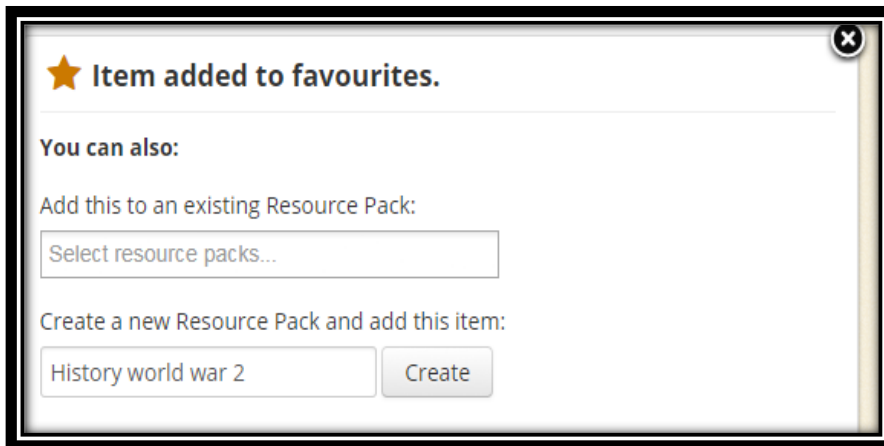 Item added to favourites.
You can also:
Add this to an existing Resource Pack:
Select resource packs...
Create a new Resource Pack and add this item:
History world war 2 Create